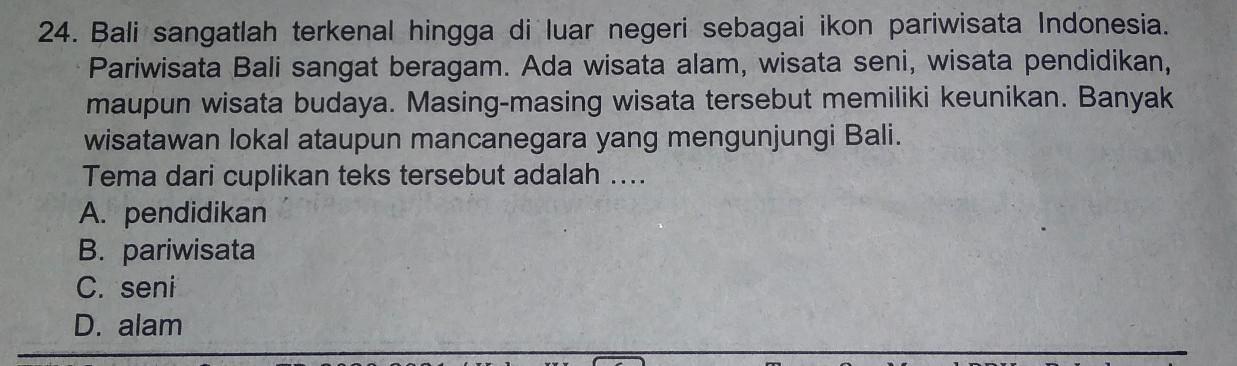 24. Bali sangatlah terkenal hingga di luar negeri sebagai ikon pariwisata Indonesia.
Pariwisata Bali sangat beragam. Ada wisata alam, wisata seni, wisata pendidikan,
maupun wisata budaya. Masing-masing wisata tersebut memiliki keunikan. Banyak
wisatawan lokal ataupun mancanegara yang mengunjungi Bali.
Tema dari cuplikan teks tersebut adalah ....
A. pendidikan
B. pariwisata
C. seni
D. alam